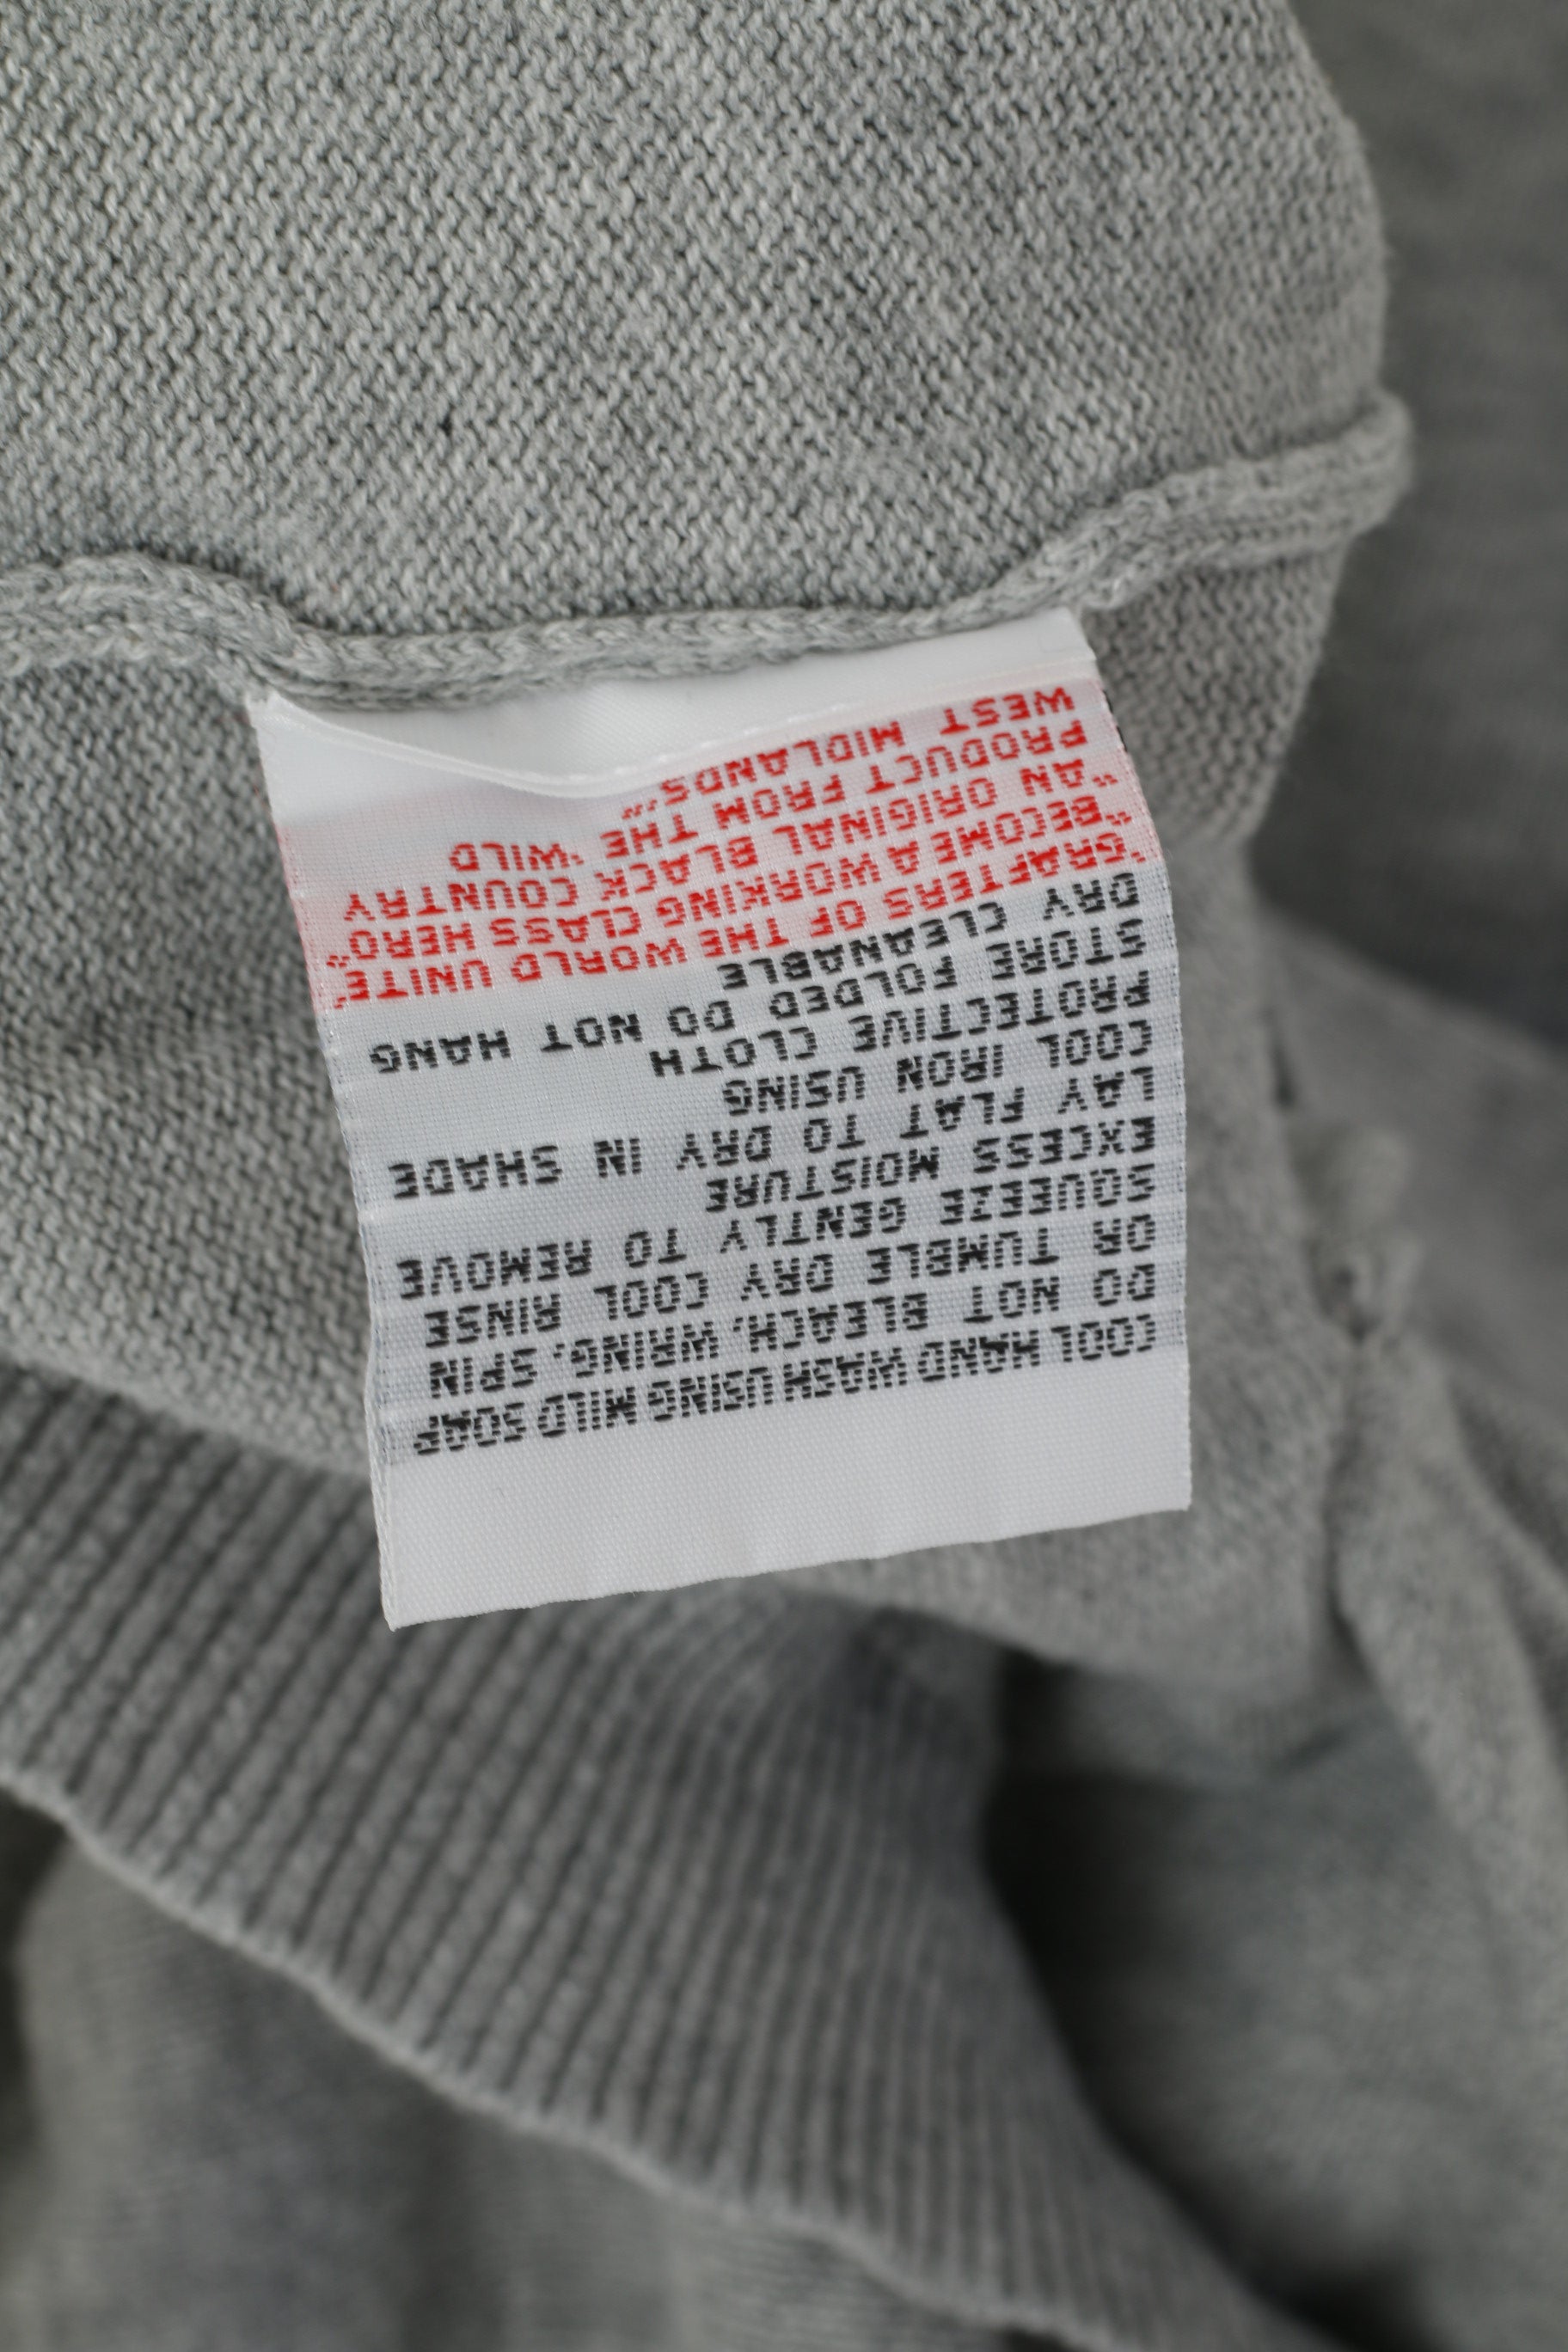 COOL HAND WASH USING MILD SOAP
DO NOT BLEACH, WRING, SPIN
OR TUMBLE DRY COOL RINSE
SQUEEZE GENTLY TO REMOVE
EXCESS MOISTURE
LAY FLAT TO DRY IN SHADE
COOL IRON USING
PROTECTIVE CLOTH
STORE FOLDED DO NOT HANG
DRY CLEANABLE
'GRAFTERS OF THE WORLD UNITE'
"BECOME A WORKING CLASS HERO"
"AN ORIGINAL BLACK COUNTRY
PRODUCT FROM THE 'WILD
WEST MIDLANDS'"